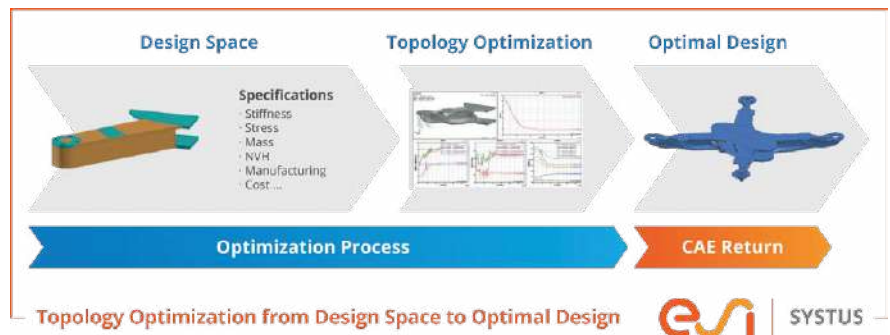 Design Space
Topology Optimization
Optimal Design
Specifications
· Stiffness
· Stress
· Mass
· NVH
· Manufacturing
· Cost ...
Optimization Process
CAE Return
Topology Optimization from Design Space to Optimal Design
esi
SYSTUS